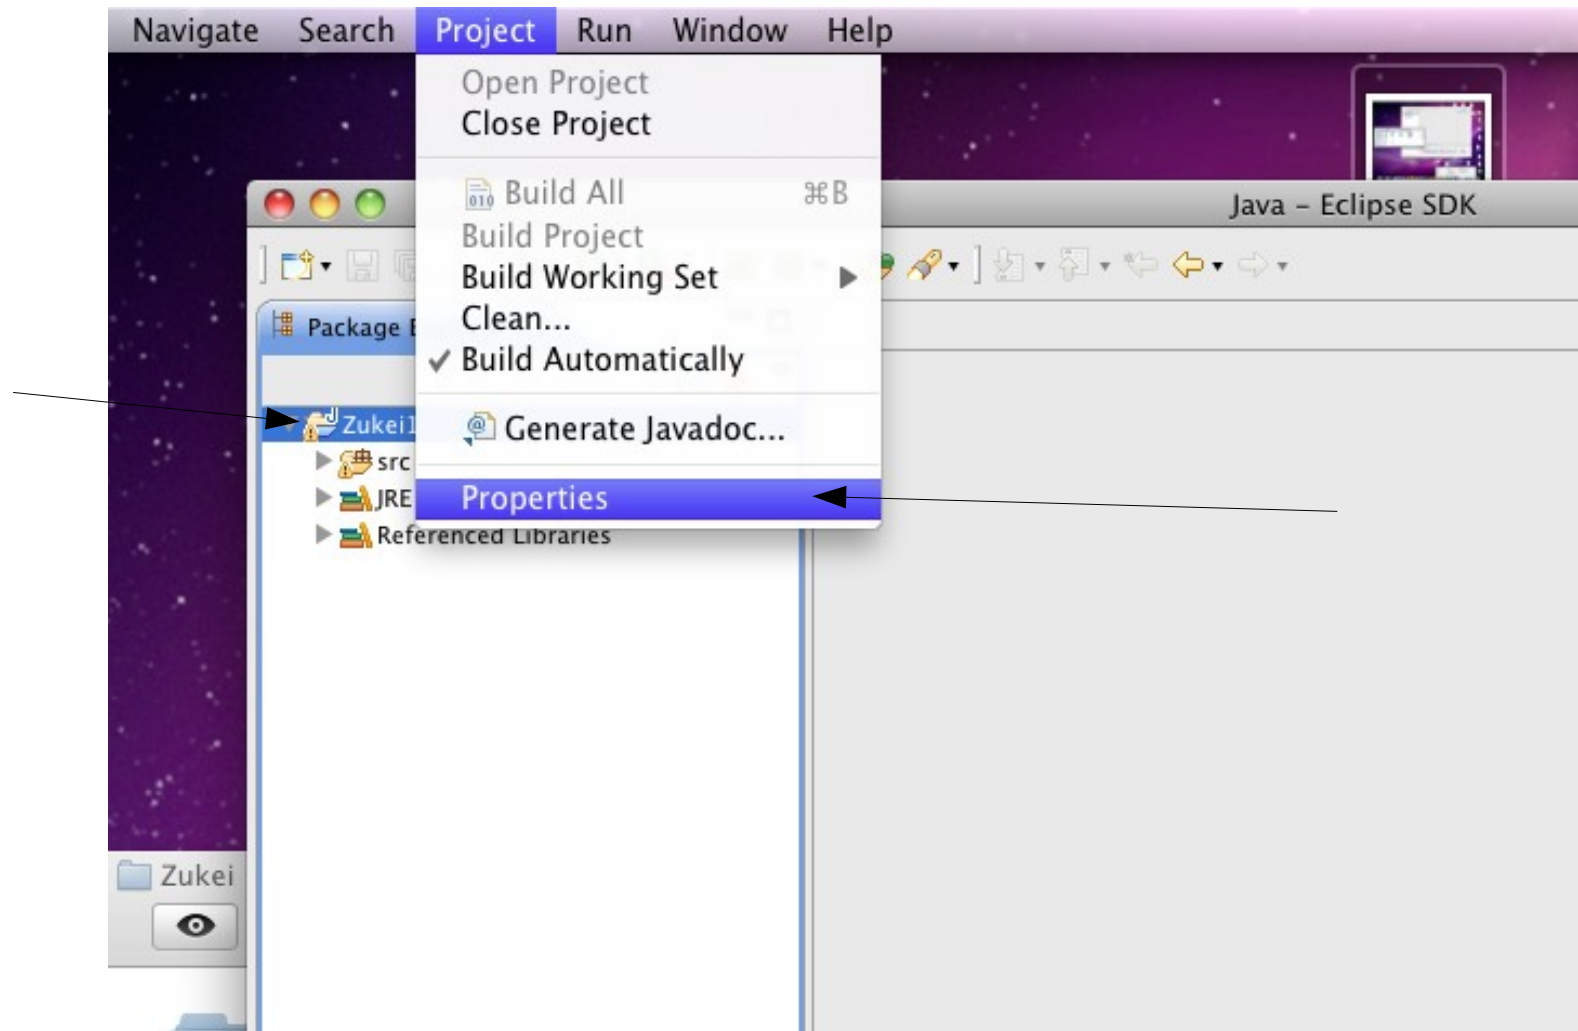 Navigate Search Project Run Window Help
Open Project
Close Project
Build All ⌘B
Build Project
Build Working Set
Clean...
✓ Build Automatically
Generate Javadoc...
Properties
Java – Eclipse SDK
Package
Zukei1
src
JRE
Referenced Libraries
Zukei